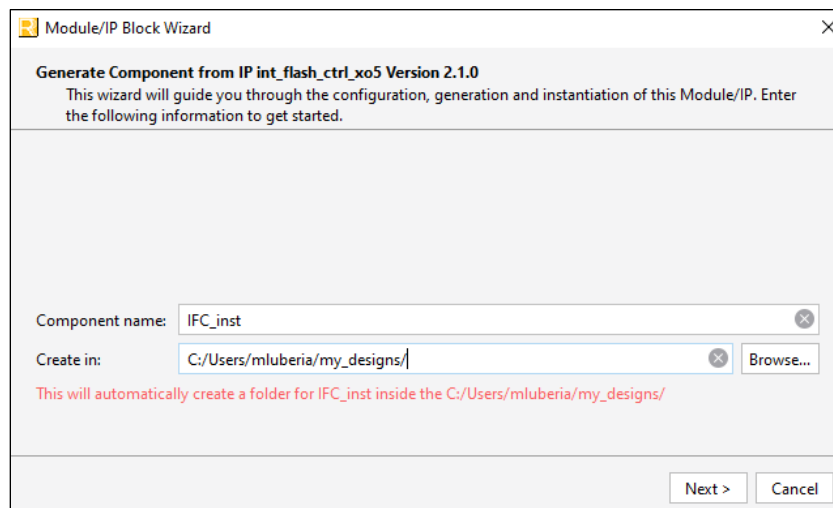 Module/IP Block Wizard
Generate Component from IP int_flash_ctrl_xo5 Version 2.1.0
This wizard will guide you through the configuration, generation and instantiation of this Module/IP. Enter
the following information to get started.
Component name: IFC_inst
Create in: C:/Users/mluberia/my_designs/ Browse...
This will automatically create a folder for IFC_inst inside the C:/Users/mluberia/my_designs/
Next > Cancel